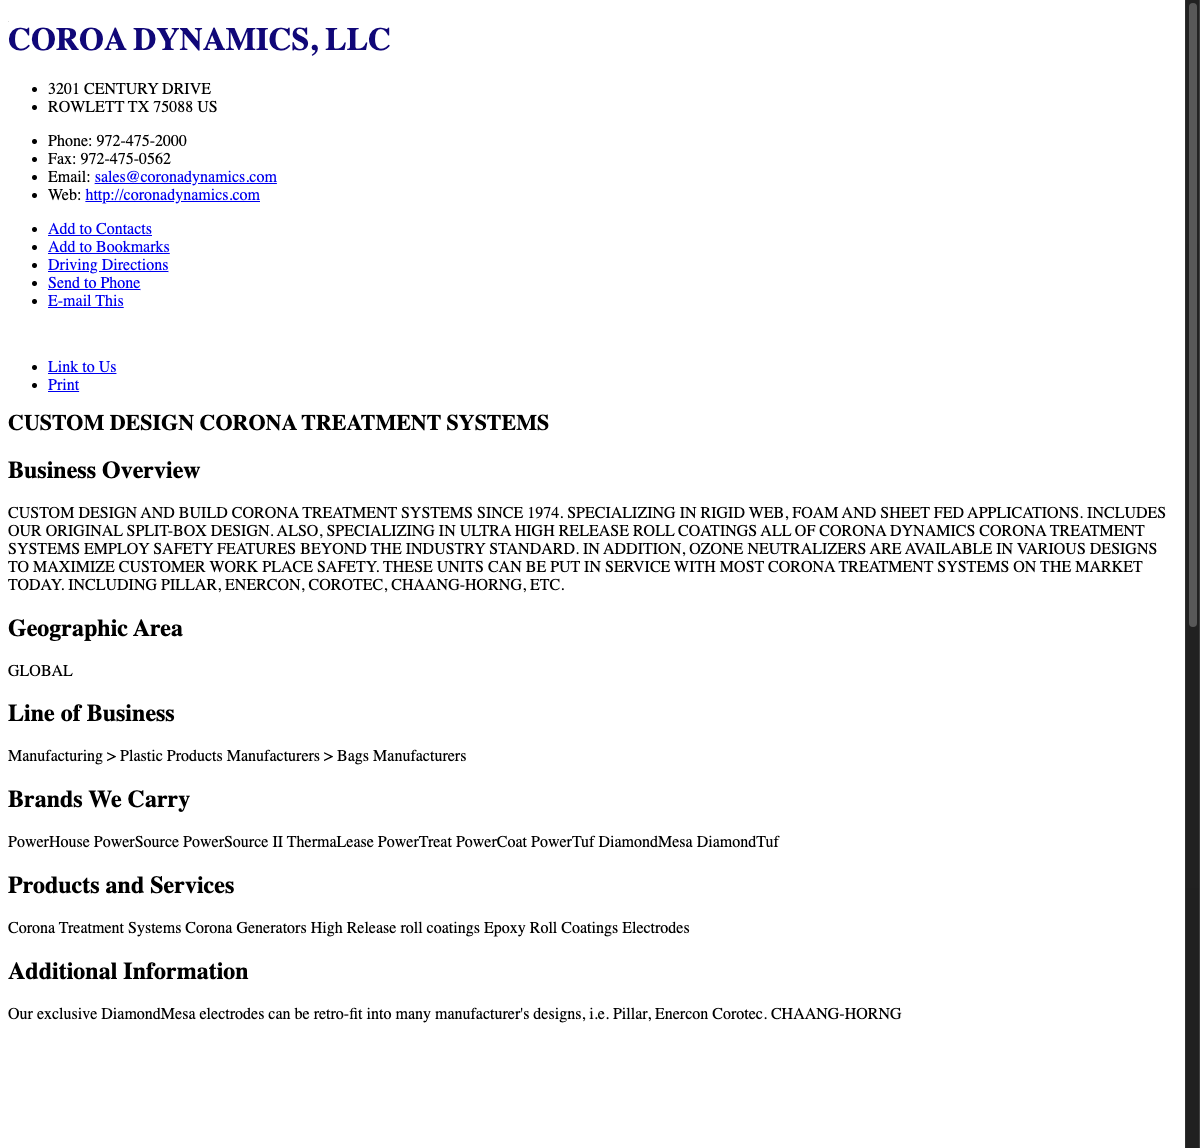 COROA DYNAMICS, LLC
3201 CENTURY DRIVE
ROWLETT TX 75088 US
Phone: 972-475-2000
Fax: 972-475-0562
Email: sales@coronadynamics.com
Web: http://coronadynamics.com
Add to Contacts
Add to Bookmarks
Driving Directions
Send to Phone
E-mail This
Link to Us
Print
CUSTOM DESIGN CORONA TREATMENT SYSTEMS
Business Overview
CUSTOM DESIGN AND BUILD CORONA TREATMENT SYSTEMS SINCE 1974. SPECIALIZING IN RIGID WEB, FOAM AND SHEET FED APPLICATIONS. INCLUDES
OUR ORIGINAL SPLIT-BOX DESIGN. ALSO, SPECIALIZING IN ULTRA HIGH RELEASE ROLL COATINGS ALL OF CORONA DYNAMICS CORONA TREATMENT
SYSTEMS EMPLOY SAFETY FEATURES BEYOND THE INDUSTRY STANDARD. IN ADDITION, OZONE NEUTRALIZERS ARE AVAILABLE IN VARIOUS DESIGNS
TO MAXIMIZE CUSTOMER WORK PLACE SAFETY. THESE UNITS CAN BE PUT IN SERVICE WITH MOST CORONA TREATMENT SYSTEMS ON THE MARKET
TODAY. INCLUDING PILLAR, ENERCON, COROTEC, CHAANG-HORNG, ETC.
Geographic Area
GLOBAL
Line of Business
Manufacturing > Plastic Products Manufacturers > Bags Manufacturers
Brands We Carry
PowerHouse PowerSource PowerSource II ThermaLease PowerTreat PowerCoat PowerTuf DiamondMesa DiamondTuf
Products and Services
Corona Treatment Systems Corona Generators High Release roll coatings Epoxy Roll Coatings Electrodes
Additional Information
Our exclusive DiamondMesa electrodes can be retro-fit into many manufacturer's designs, i.e. Pillar, Enercon Corotec. CHAANG-HORNG